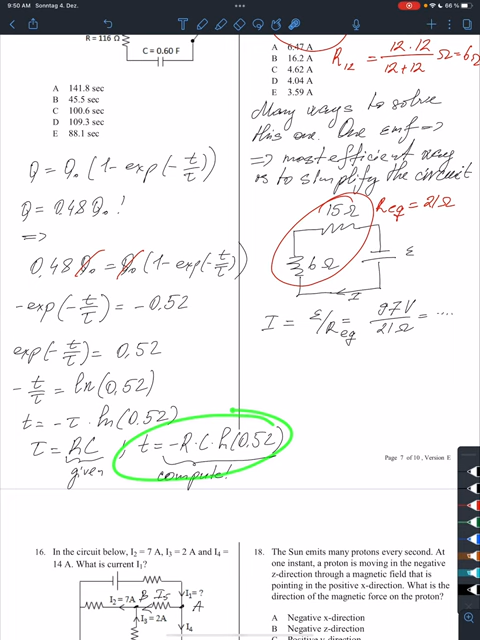 9:50 AM Sonntag 4. Dez.
66 %
R = 116 Ω
C = 0.60 F
A 141.8 sec
B 45.5 sec
C 100.6 sec
D 109.3 sec
E 88.1 sec
Q = Q₀ (1 - exp(-t/τ))
Q = 0.48 Q₀ !
=>
0,48 Q₀ = Q₀ (1 - exp(-t/τ))
-exp(-t/τ) = -0,52
exp(-t/τ) = 0,52
-t/τ = ln(0,52)
t = -τ · ln(0,52)
τ = RC ; t = -R · C · ln(0,52)
given compute!
A 6.47 A
B 16.2 A
C 4.62 A
D 4.04 A
E 3.59 A
R₁₂ = 12 · 12 / 12 + 12 Ω = 6Ω
Many ways to solve
this one. One emf =>
=> most efficient way
is to simplify the circuit
15Ω Req = 21Ω
6Ω ε
I
I = ε/Req = 97V / 21Ω = ....
Page 7 of 10 , Version E
16. In the circuit below, I₂ = 7 A, I₃ = 2 A and I₄ =
14 A. What is current I₁?
I₂ = 7A B I₅ I₁ = ?
A
I₃ = 2A I₄
18. The Sun emits many protons every second. At
one instant, a proton is moving in the negative
z-direction through a magnetic field that is
pointing in the positive x-direction. What is the
direction of the magnetic force on the proton?
A Negative x-direction
B Negative z-direction
C Positive y-direction